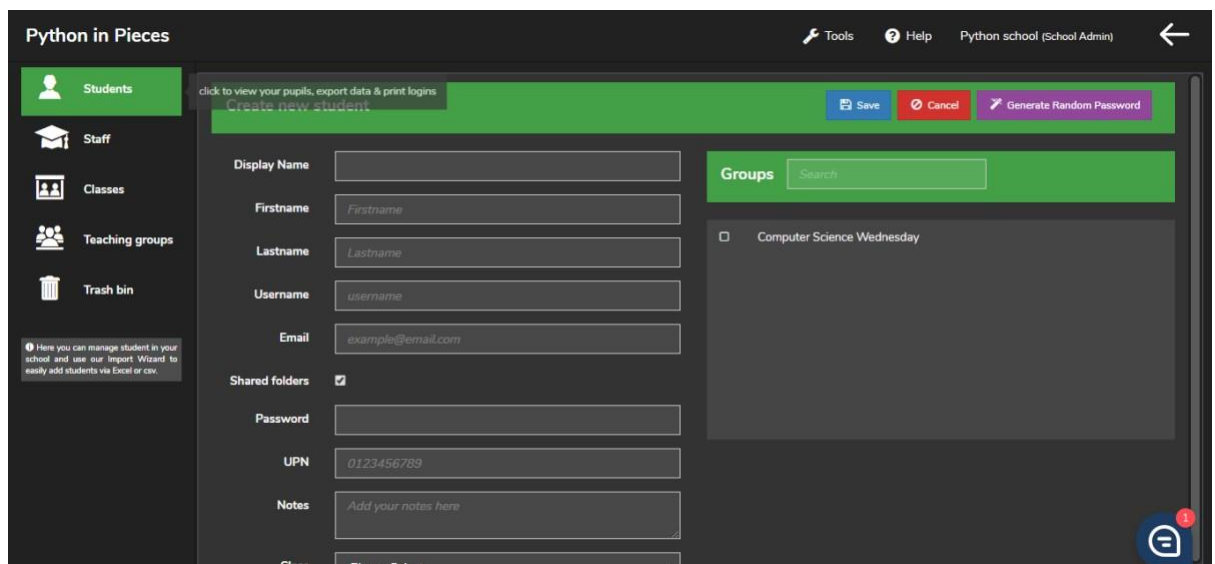 Python in Pieces
Tools
Help
Python school (School Admin)
Students
click to view your pupils, export data & print logins
Create new student
Save
Cancel
Generate Random Password
Staff
Classes
Teaching groups
Trash bin
Here you can manage student in your
school and use our Import Wizard to
easily add students via Excel or csv.
Display Name
Firstname
Firstname
Lastname
Lastname
Username
username
Email
example@email.com
Shared folders
Password
UPN
0123456789
Notes
Add your notes here
Groups
Search
Computer Science Wednesday
1